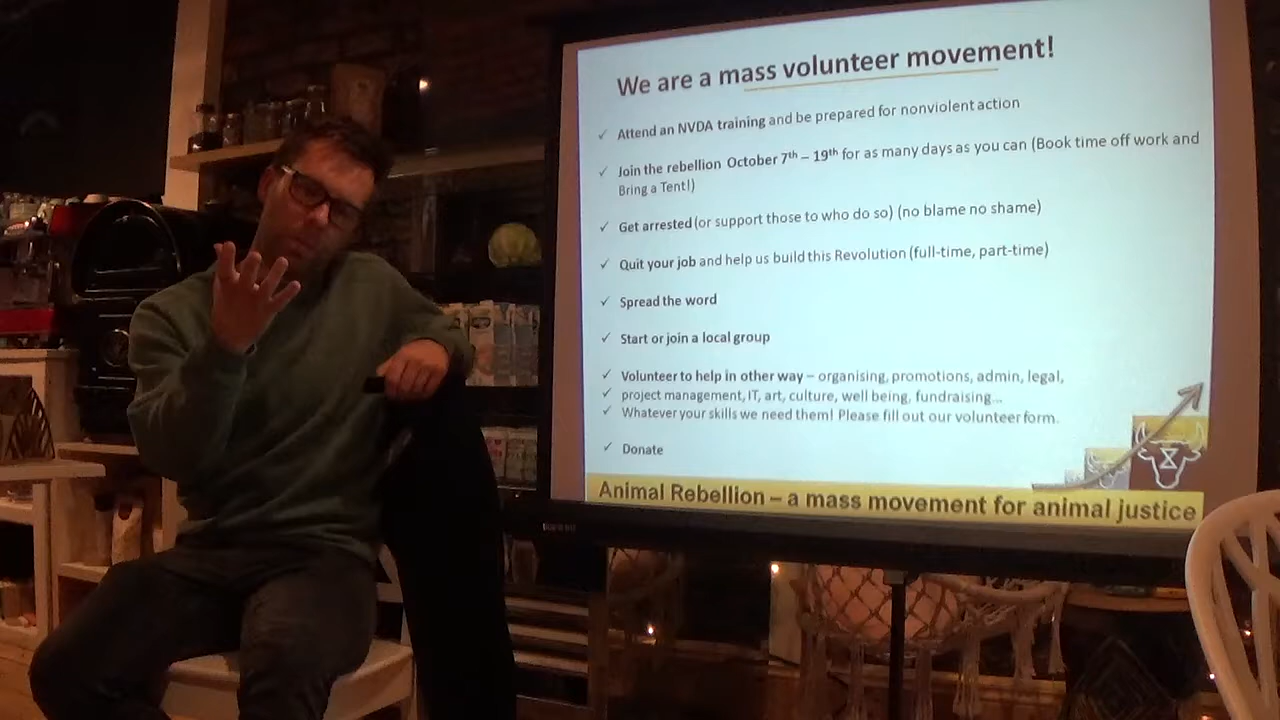 We are a mass volunteer movement!
✓ Attend an NVDA training and be prepared for nonviolent action
✓ Join the rebellion October 7th – 19th for as many days as you can (Book time off work and
Bring a Tent!)
✓ Get arrested (or support those to who do so) (no blame no shame)
✓ Quit your job and help us build this Revolution (full-time, part-time)
✓ Spread the word
✓ Start or join a local group
✓ Volunteer to help in other way – organising, promotions, admin, legal,
✓ project management, IT, art, culture, well being, fundraising...
✓ Whatever your skills we need them! Please fill out our volunteer form.
✓ Donate
Animal Rebellion – a mass movement for animal justice